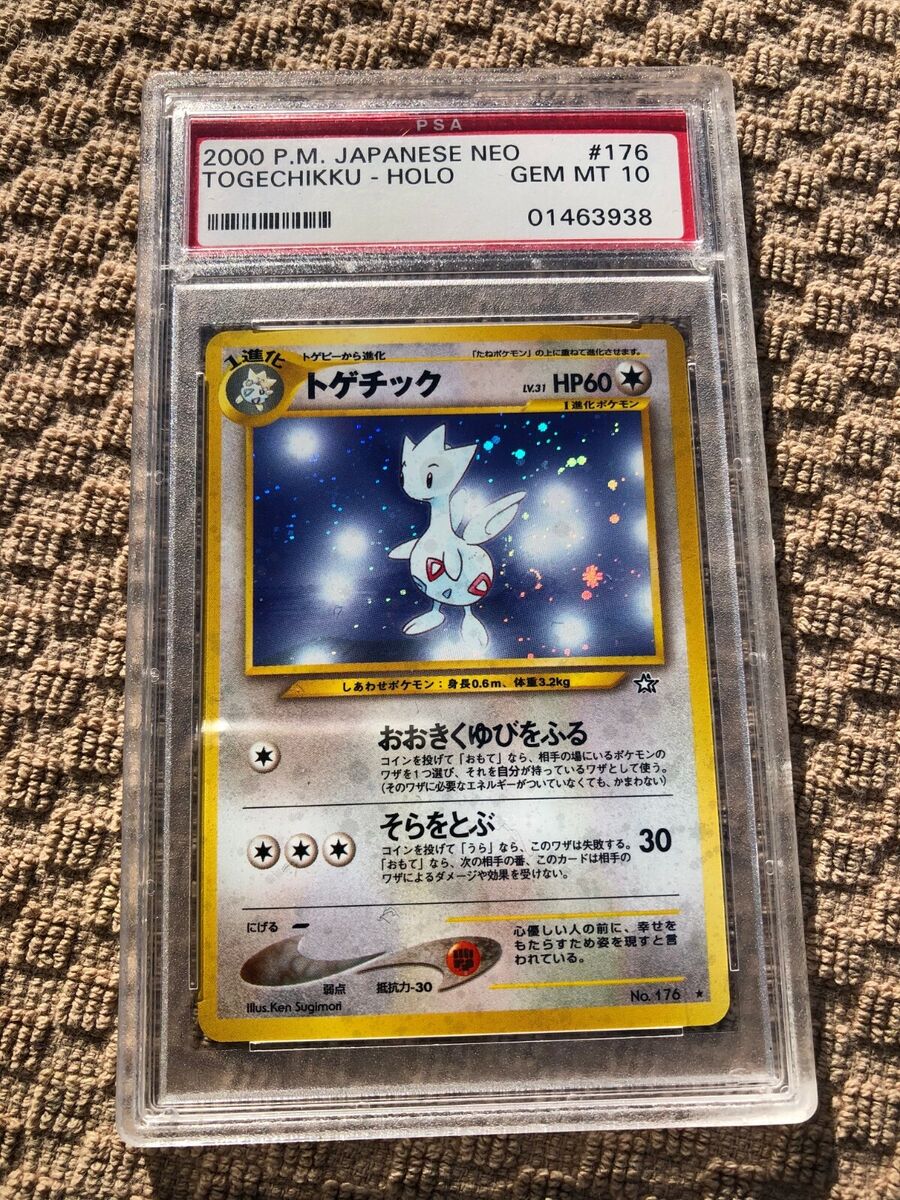 PSA
2000 P.M. JAPANESE NEO #176
TOGECHIKKU - HOLO GEM MT 10
01463938
1進化
トゲピーから進化 「たねポケモン」の上に重ねて進化させます。
トゲチック LV.31 HP60
1進化ポケモン
しあわせポケモン：身長0.6m、体重3.2kg
おおきくゆびをふる
コインを投げて「おもて」なら、相手の場にいるポケモンの
ワザを1つ選び、それを自分が持っているワザとして使う。
（そのワザに必要なエネルギーがついていなくても、かまわない）
そらをとぶ 30
コインを投げて「うら」なら、このワザは失敗する。
「おもて」なら、次の相手の番、このカードは相手の
ワザによるダメージや効果を受けない。
にげる
弱点 抵抗力-30
心優しい人の前に、幸せを
もたらすため姿を現すと言
われている。
Illus.Ken Sugimori No. 176 ★